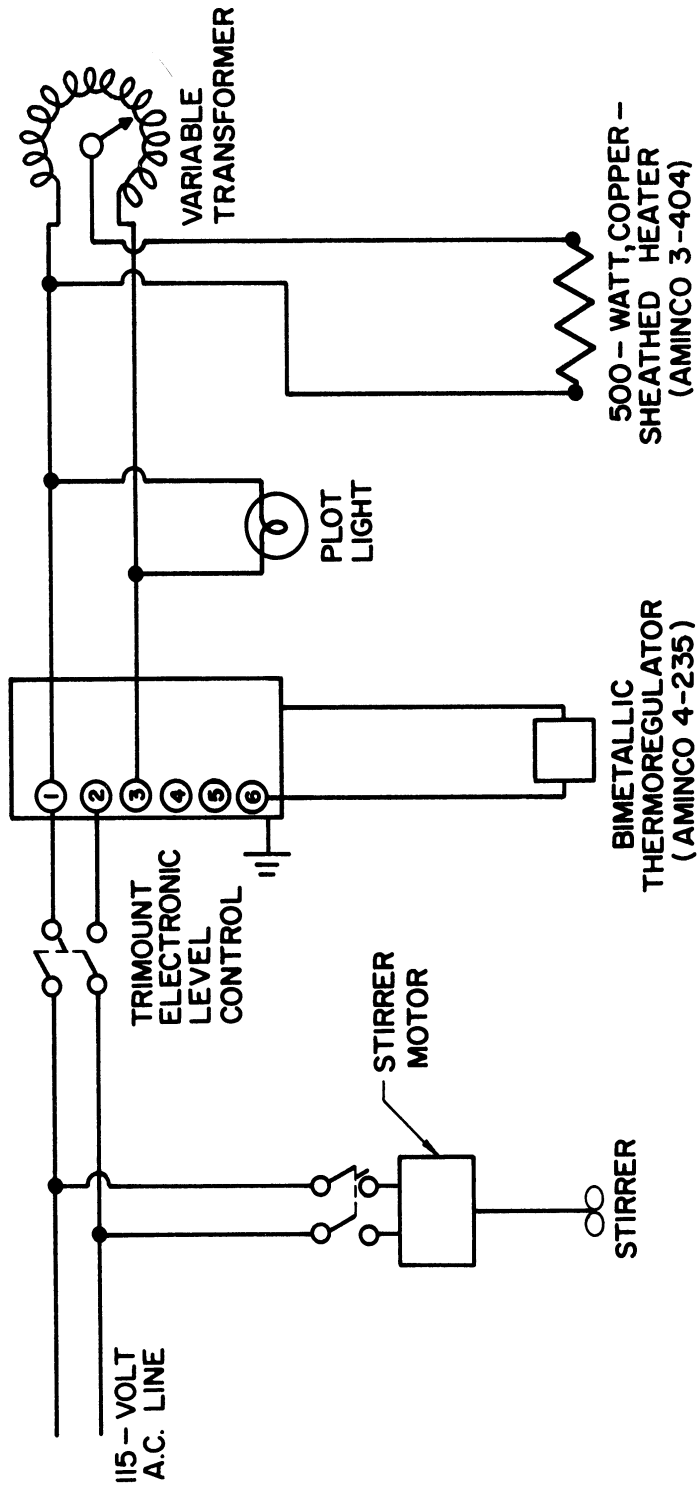 115-VOLT
A.C. LINE
STIRRER
MOTOR
STIRRER
TRIMOUNT
ELECTRONIC
LEVEL
CONTROL
1
2
3
4
5
6
BIMETALLIC
THERMOREGULATOR
(AMINCO 4-235)
PLOT
LIGHT
VARIABLE
TRANSFORMER
500-WATT, COPPER-
SHEATHED HEATER
(AMINCO 3-404)